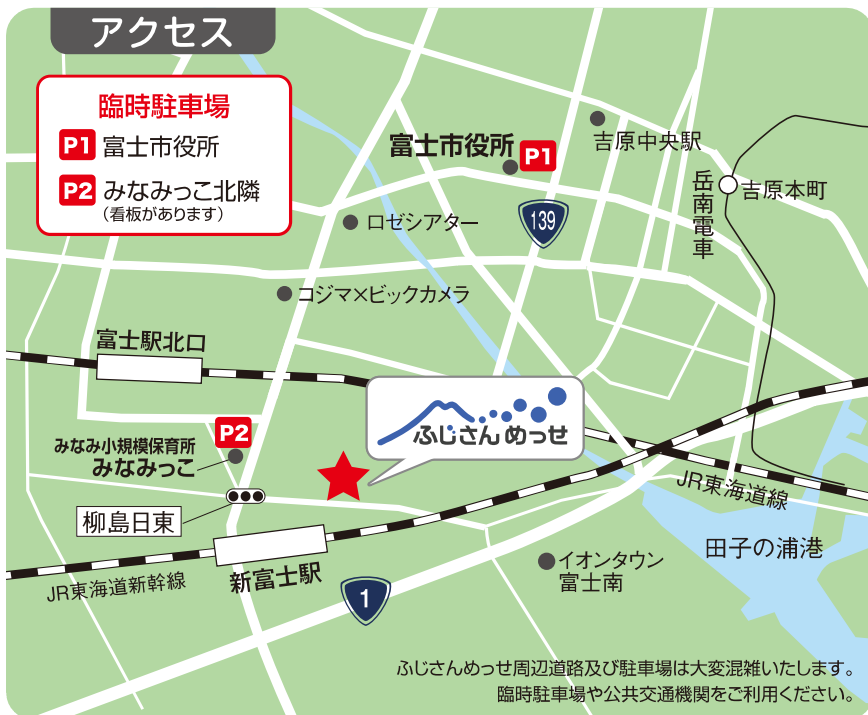 アクセス
臨時駐車場
P1 富士市役所
P2 みなみっこ北隣
(看板があります)
富士市役所
P1
吉原中央駅
岳南電車
吉原本町
139
ロゼシアター
コジマ×ビックカメラ
富士駅北口
ふじさんめっせ
P2
みなみ小規模保育所
みなみっこ
柳島日東
JR東海道線
田子の浦港
新富士駅
JR東海道新幹線
イオンタウン
富士南
1
ふじさんめっせ周辺道路及び駐車場は大変混雑いたします。
臨時駐車場や公共交通機関をご利用ください。